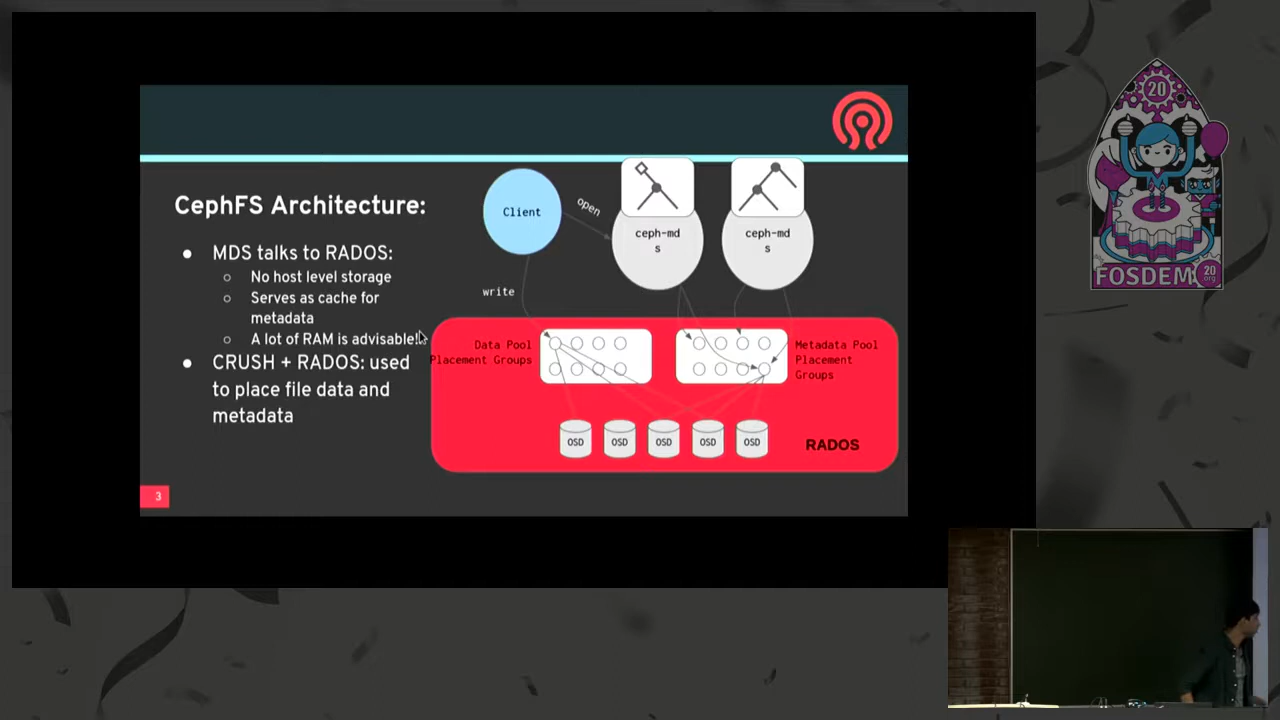 CephFS Architecture:
● MDS talks to RADOS:
○ No host level storage
○ Serves as cache for
metadata
○ A lot of RAM is advisable!!
● CRUSH + RADOS: used
to place file data and
metadata
3
Client
open
write
ceph-md
s
ceph-md
s
Data Pool
Placement Groups
Metadata Pool
Placement
Groups
OSD
OSD
OSD
OSD
OSD
RADOS
20
FOSDEM
20
.org